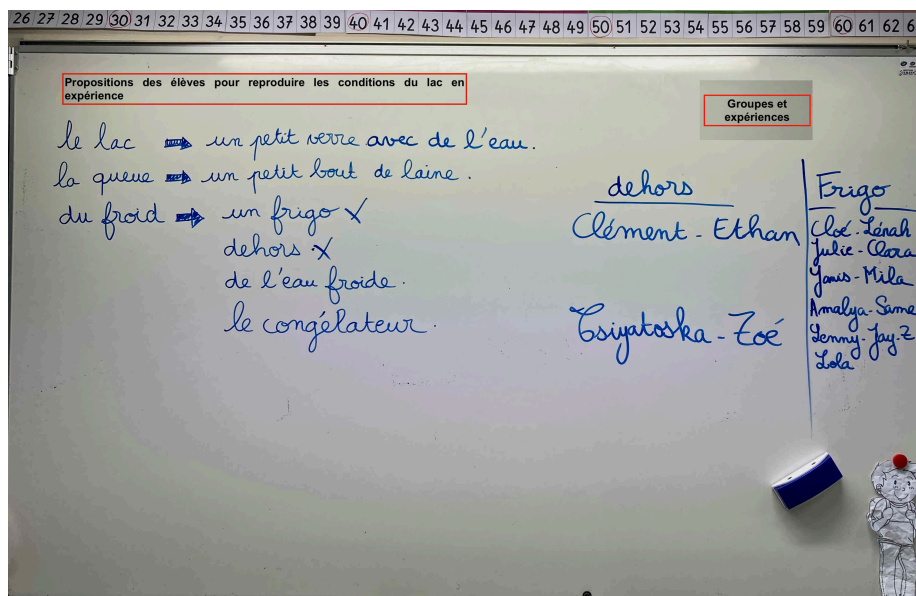 26 27 28 29 30 31 32 33 34 35 36 37 38 39 40 41 42 43 44 45 46 47 48 49 50 51 52 53 54 55 56 57 58 59 60 61 62 6
Propositions des élèves pour reproduire les conditions du lac en
expérience
le lac ➡ un petit verre avec de l'eau.
la queue ➡ un petit bout de laine.
du froid ➡ un frigo X
dehors X
de l'eau froide.
le congélateur.
Groupes et
expériences
dehors
Clément - Ethan
Tsiyatoska - Zoé
Frigo
Cloé - Lénah
Julie - Clara
Janis - Mila
Amalya - Same
Lenny - Jay-Z
Lola